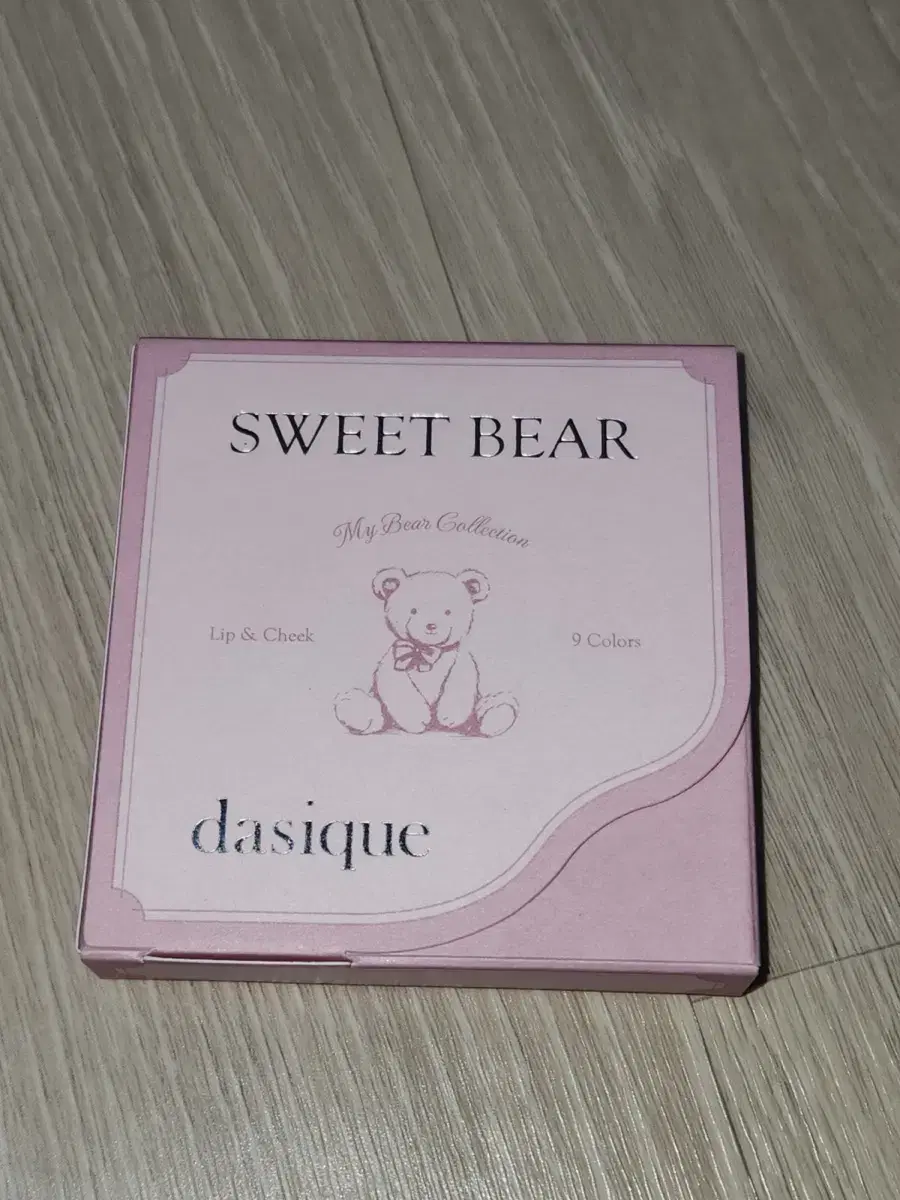 SWEET BEAR
My Bear Collection
Lip & Cheek
9 Colors
dasique